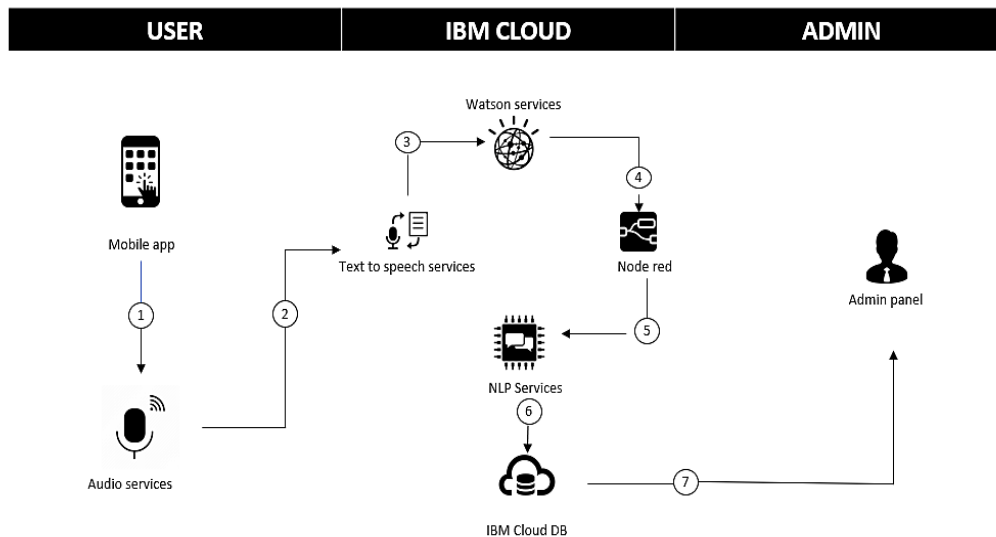 USER
IBM CLOUD
ADMIN
Watson services
3
4
Mobile app
Text to speech services
Node red
Admin panel
1
2
5
NLP Services
6
Audio services
7
IBM Cloud DB